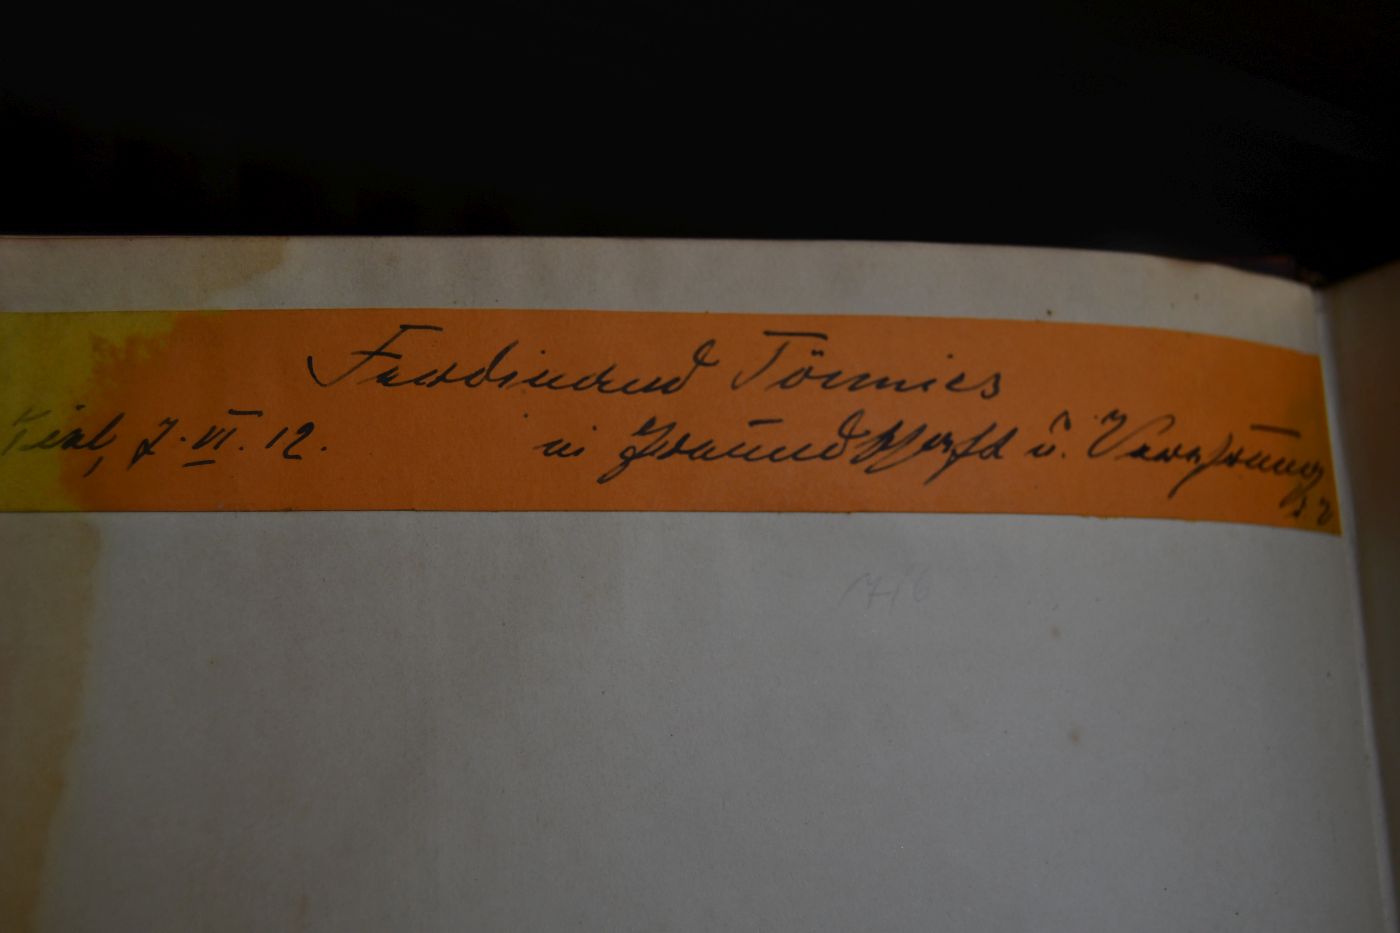 Ferdinand Tönnies
Kiel, 7. VI. 12.
in Freundschaft u. Verehrung